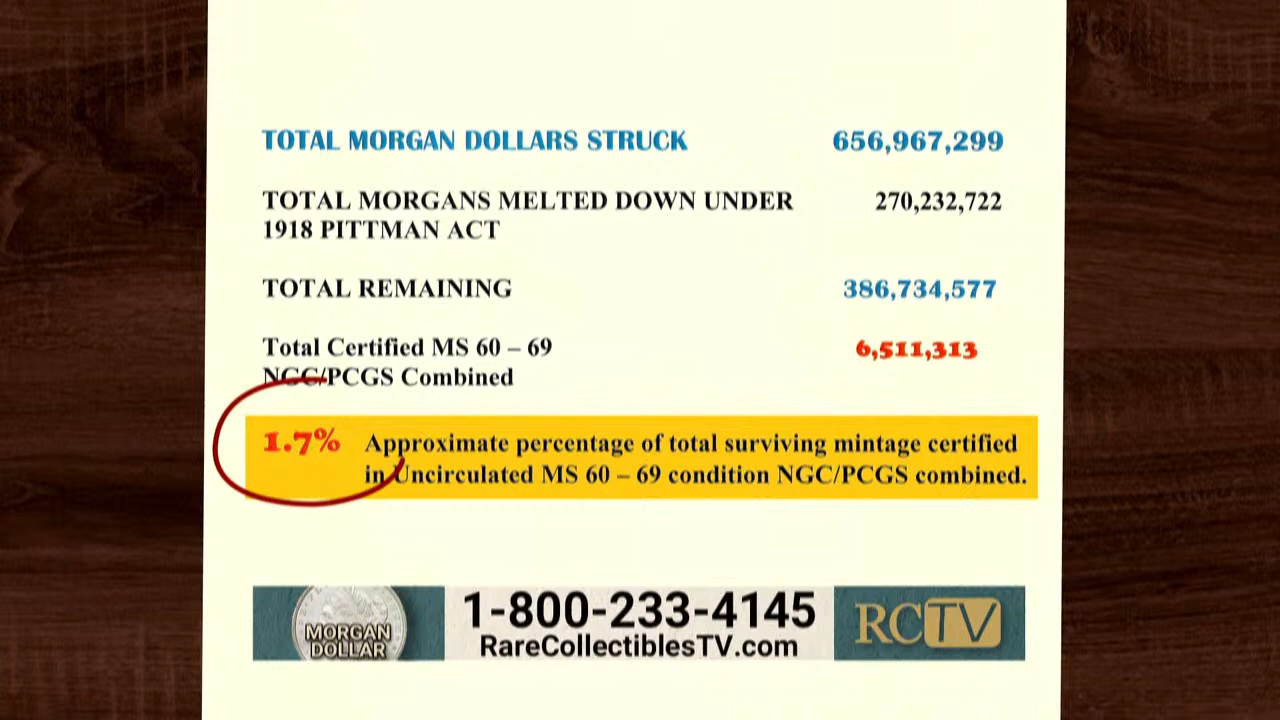 TOTAL MORGAN DOLLARS STRUCK 656,967,299
TOTAL MORGANS MELTED DOWN UNDER 270,232,722
1918 PITTMAN ACT
TOTAL REMAINING 386,734,577
Total Certified MS 60 – 69 6,511,313
NGC/PCGS Combined
1.7% Approximate percentage of total surviving mintage certified
in Uncirculated MS 60 – 69 condition NGC/PCGS combined.
MORGAN
DOLLAR
1-800-233-4145
RareCollectiblesTV.com
RCTV